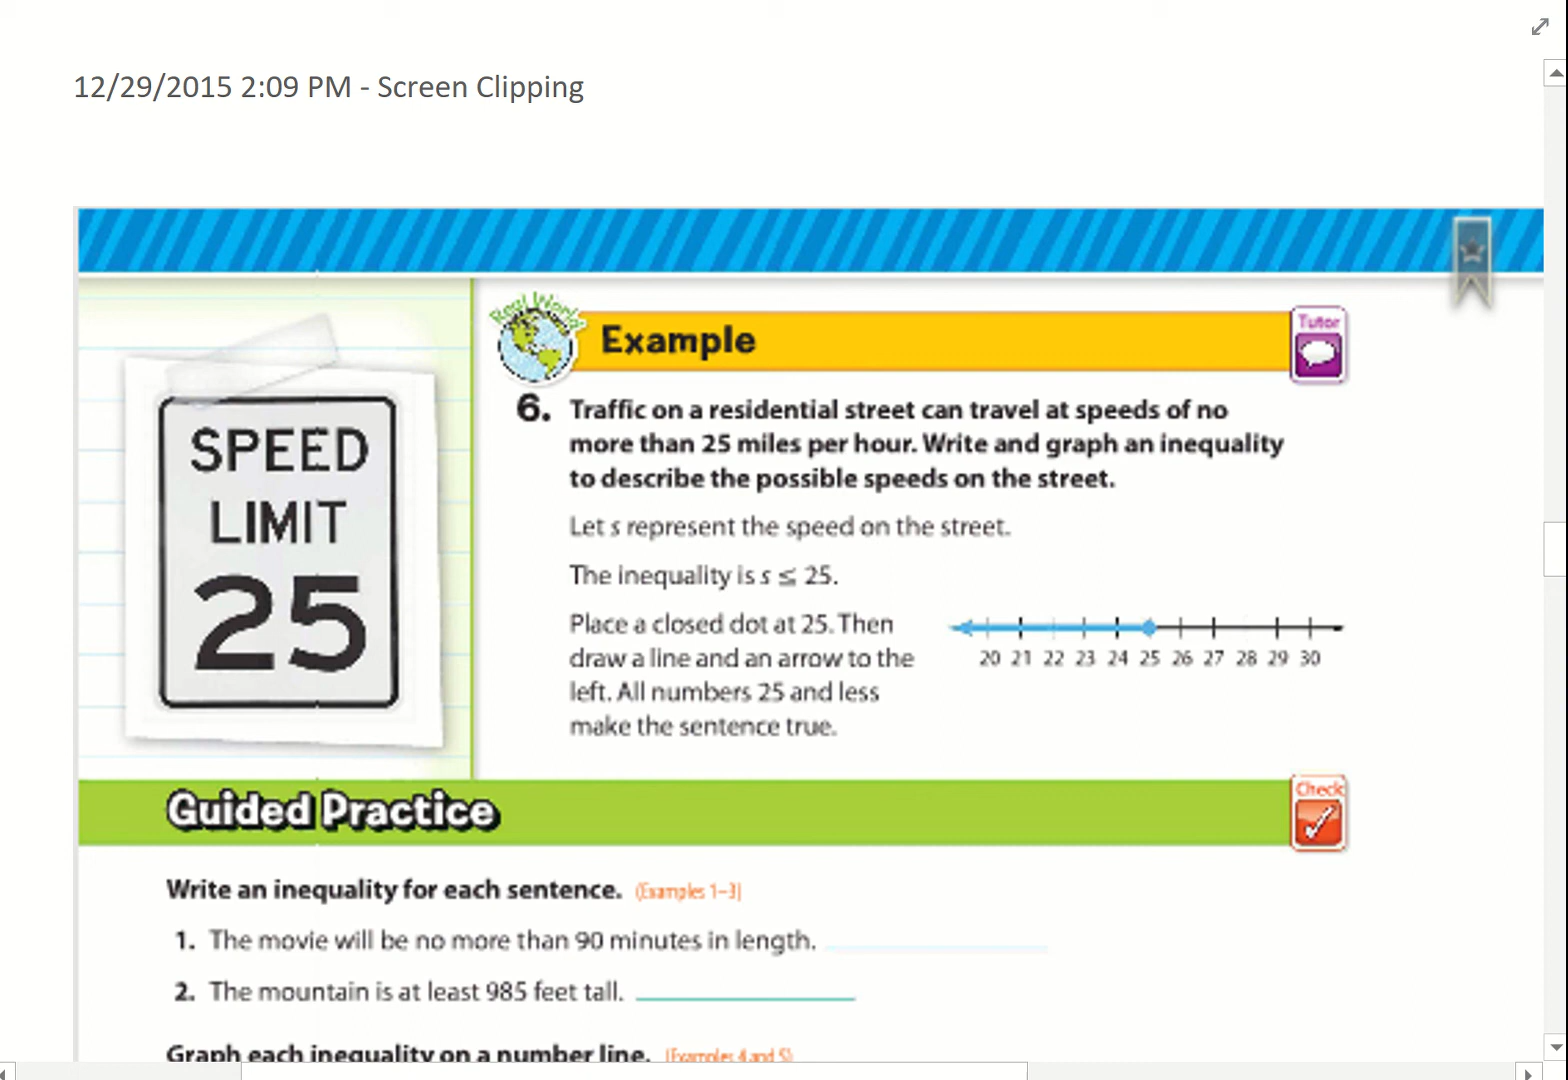 12/29/2015 2:09 PM - Screen Clipping
SPEED
LIMIT
25
Real World
Example
Tutor
6. Traffic on a residential street can travel at speeds of no
more than 25 miles per hour. Write and graph an inequality
to describe the possible speeds on the street.
Let s represent the speed on the street.
The inequality is s ≤ 25.
Place a closed dot at 25. Then
draw a line and an arrow to the
left. All numbers 25 and less
make the sentence true.
20 21 22 23 24 25 26 27 28 29 30
Guided Practice
Check
Write an inequality for each sentence. (Examples 1–3)
1. The movie will be no more than 90 minutes in length.
2. The mountain is at least 985 feet tall.
Graph each inequality on a number line. (Examples 4 and 5)